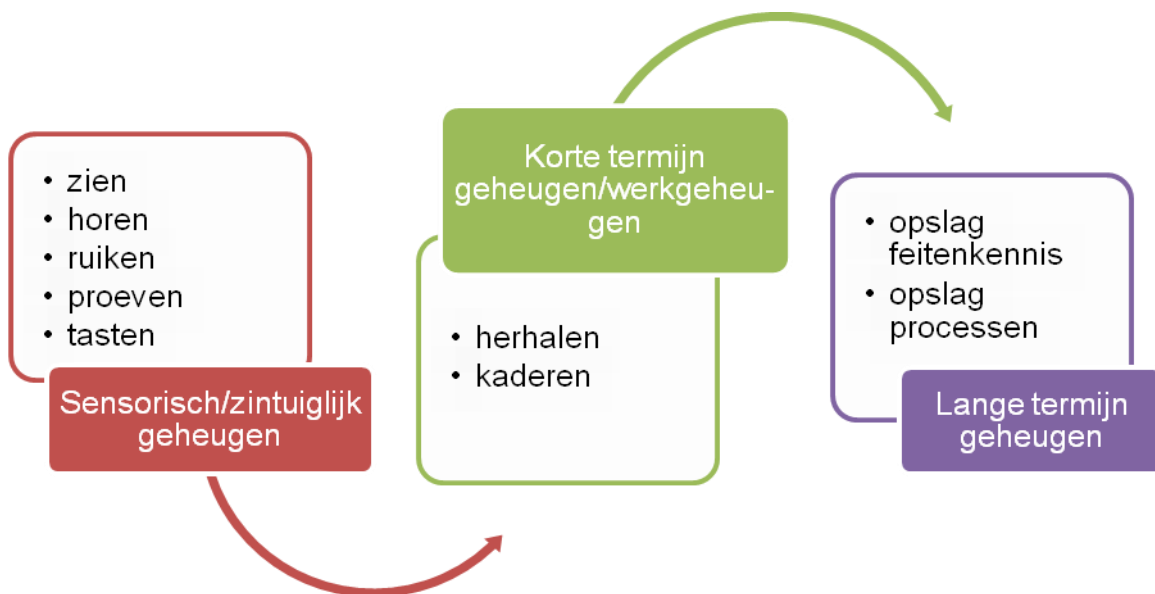 • zien
• horen
• ruiken
• proeven
• tasten
Sensorisch/zintuiglijk
geheugen
Korte termijn
geheugen/werkgeheu-
gen
• herhalen
• kaderen
• opslag
feitenkennis
• opslag
processen
Lange termijn
geheugen